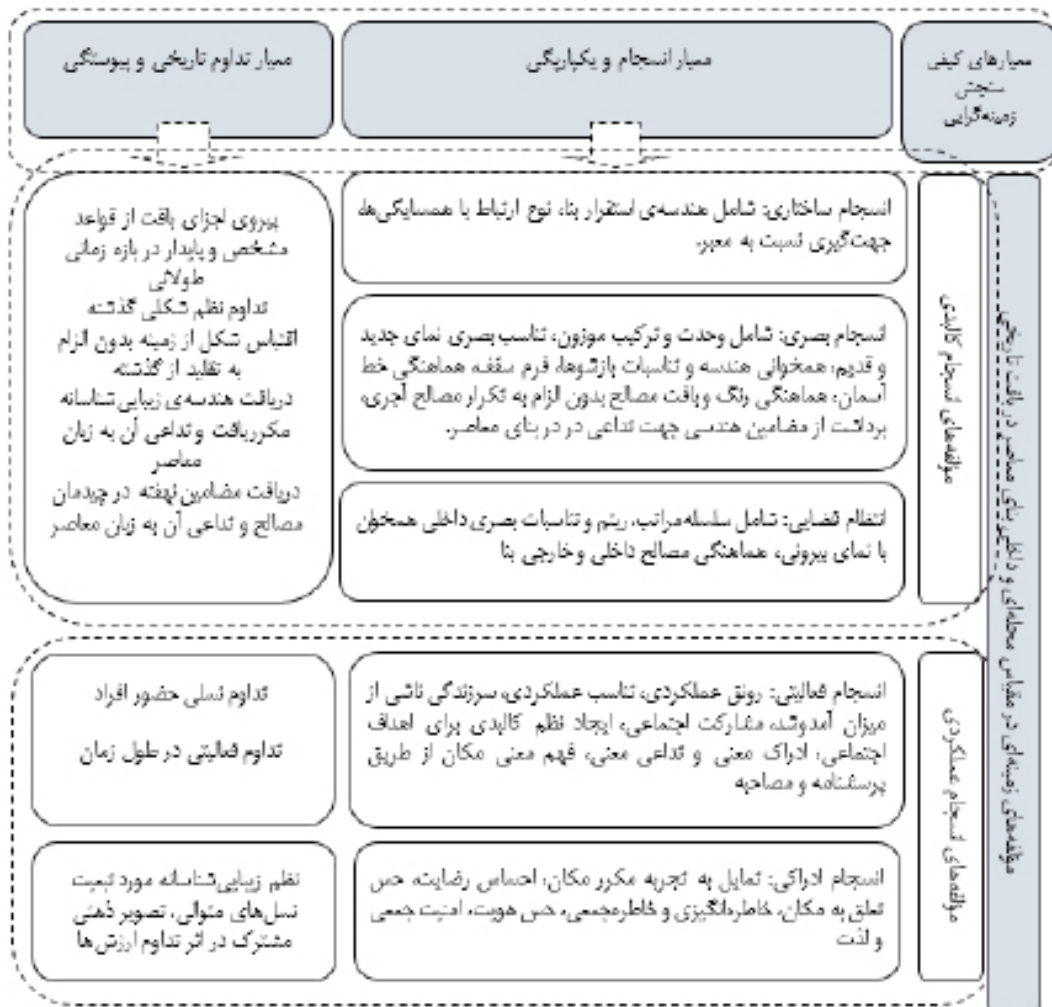 معیارهای کیفی
سنجش
زمینه‌گرایی
معیار انسجام و یکپارچگی
معیار تداوم تاریخی و پیوستگی
مؤلفه‌های زمینه‌ای در مقیاس محله‌ای و داخلی بنای معاصر در بافت تاریخی
مؤلفه‌های انسجام کالبدی
انسجام ساختاری: شامل هندسه‌ی استقرار بنا، نوع ارتباط با همسایگی‌ها،
جهت‌گیری نسبت به معبر.
انسجام بصری: شامل وحدت و ترکیب موزون، تناسب بصری نمای جدید
و قدیم، همخوانی هندسه و تناسبات بازشوها، فرم سقف، هماهنگی خط
آسمان، هماهنگی رنگ و بافت مصالح بدون الزام به تکرار مصالح آجری،
برداشت از مضامین هندسی جهت تداعی در در بنای معاصر.
انتظام فضایی: شامل سلسله‌مراتب، ریتم و تناسبات بصری داخلی همخوان
با نمای بیرونی، هماهنگی مصالح داخلی و خارجی بنا
پیروی اجزای بافت از قواعد
مشخص و پایدار در بازه زمانی
طولانی
تداوم نظم شکلی گذشته
اقتباس شکل از زمینه بدون الزام
به تقلید از گذشته
دریافت هندسه‌ی زیبایی‌شناسانه
مکرر بافت و تداعی آن به زبان
معاصر
دریافت مضامین نهفته در چیدمان
مصالح و تداعی آن به زبان معاصر
مؤلفه‌های انسجام عملکردی
انسجام فعالیتی: رونق عملکردی، تناسب عملکردی، سرزندگی ناشی از
میزان آمدوشد، مشارکت اجتماعی، ایجاد نظم کالبدی برای اهداف
اجتماعی، ادراک معنی و تداعی معنی، فهم معنی مکان از طریق
پرسشنامه و مصاحبه
تداوم نسلی حضور افراد
تداوم فعالیتی در طول زمان
انسجام ادراکی: تمایل به تجربه مکرر مکان، احساس رضایت، حس
تعلق به مکان، خاطره‌انگیزی و خاطره‌جمعی، حس هویت، امنیت جمعی
و لذت
نظم زیبایی‌شناسانه مورد تبعیت
نسل‌های متوالی، تصویر ذهنی
مشترک در اثر تداوم ارزش‌ها